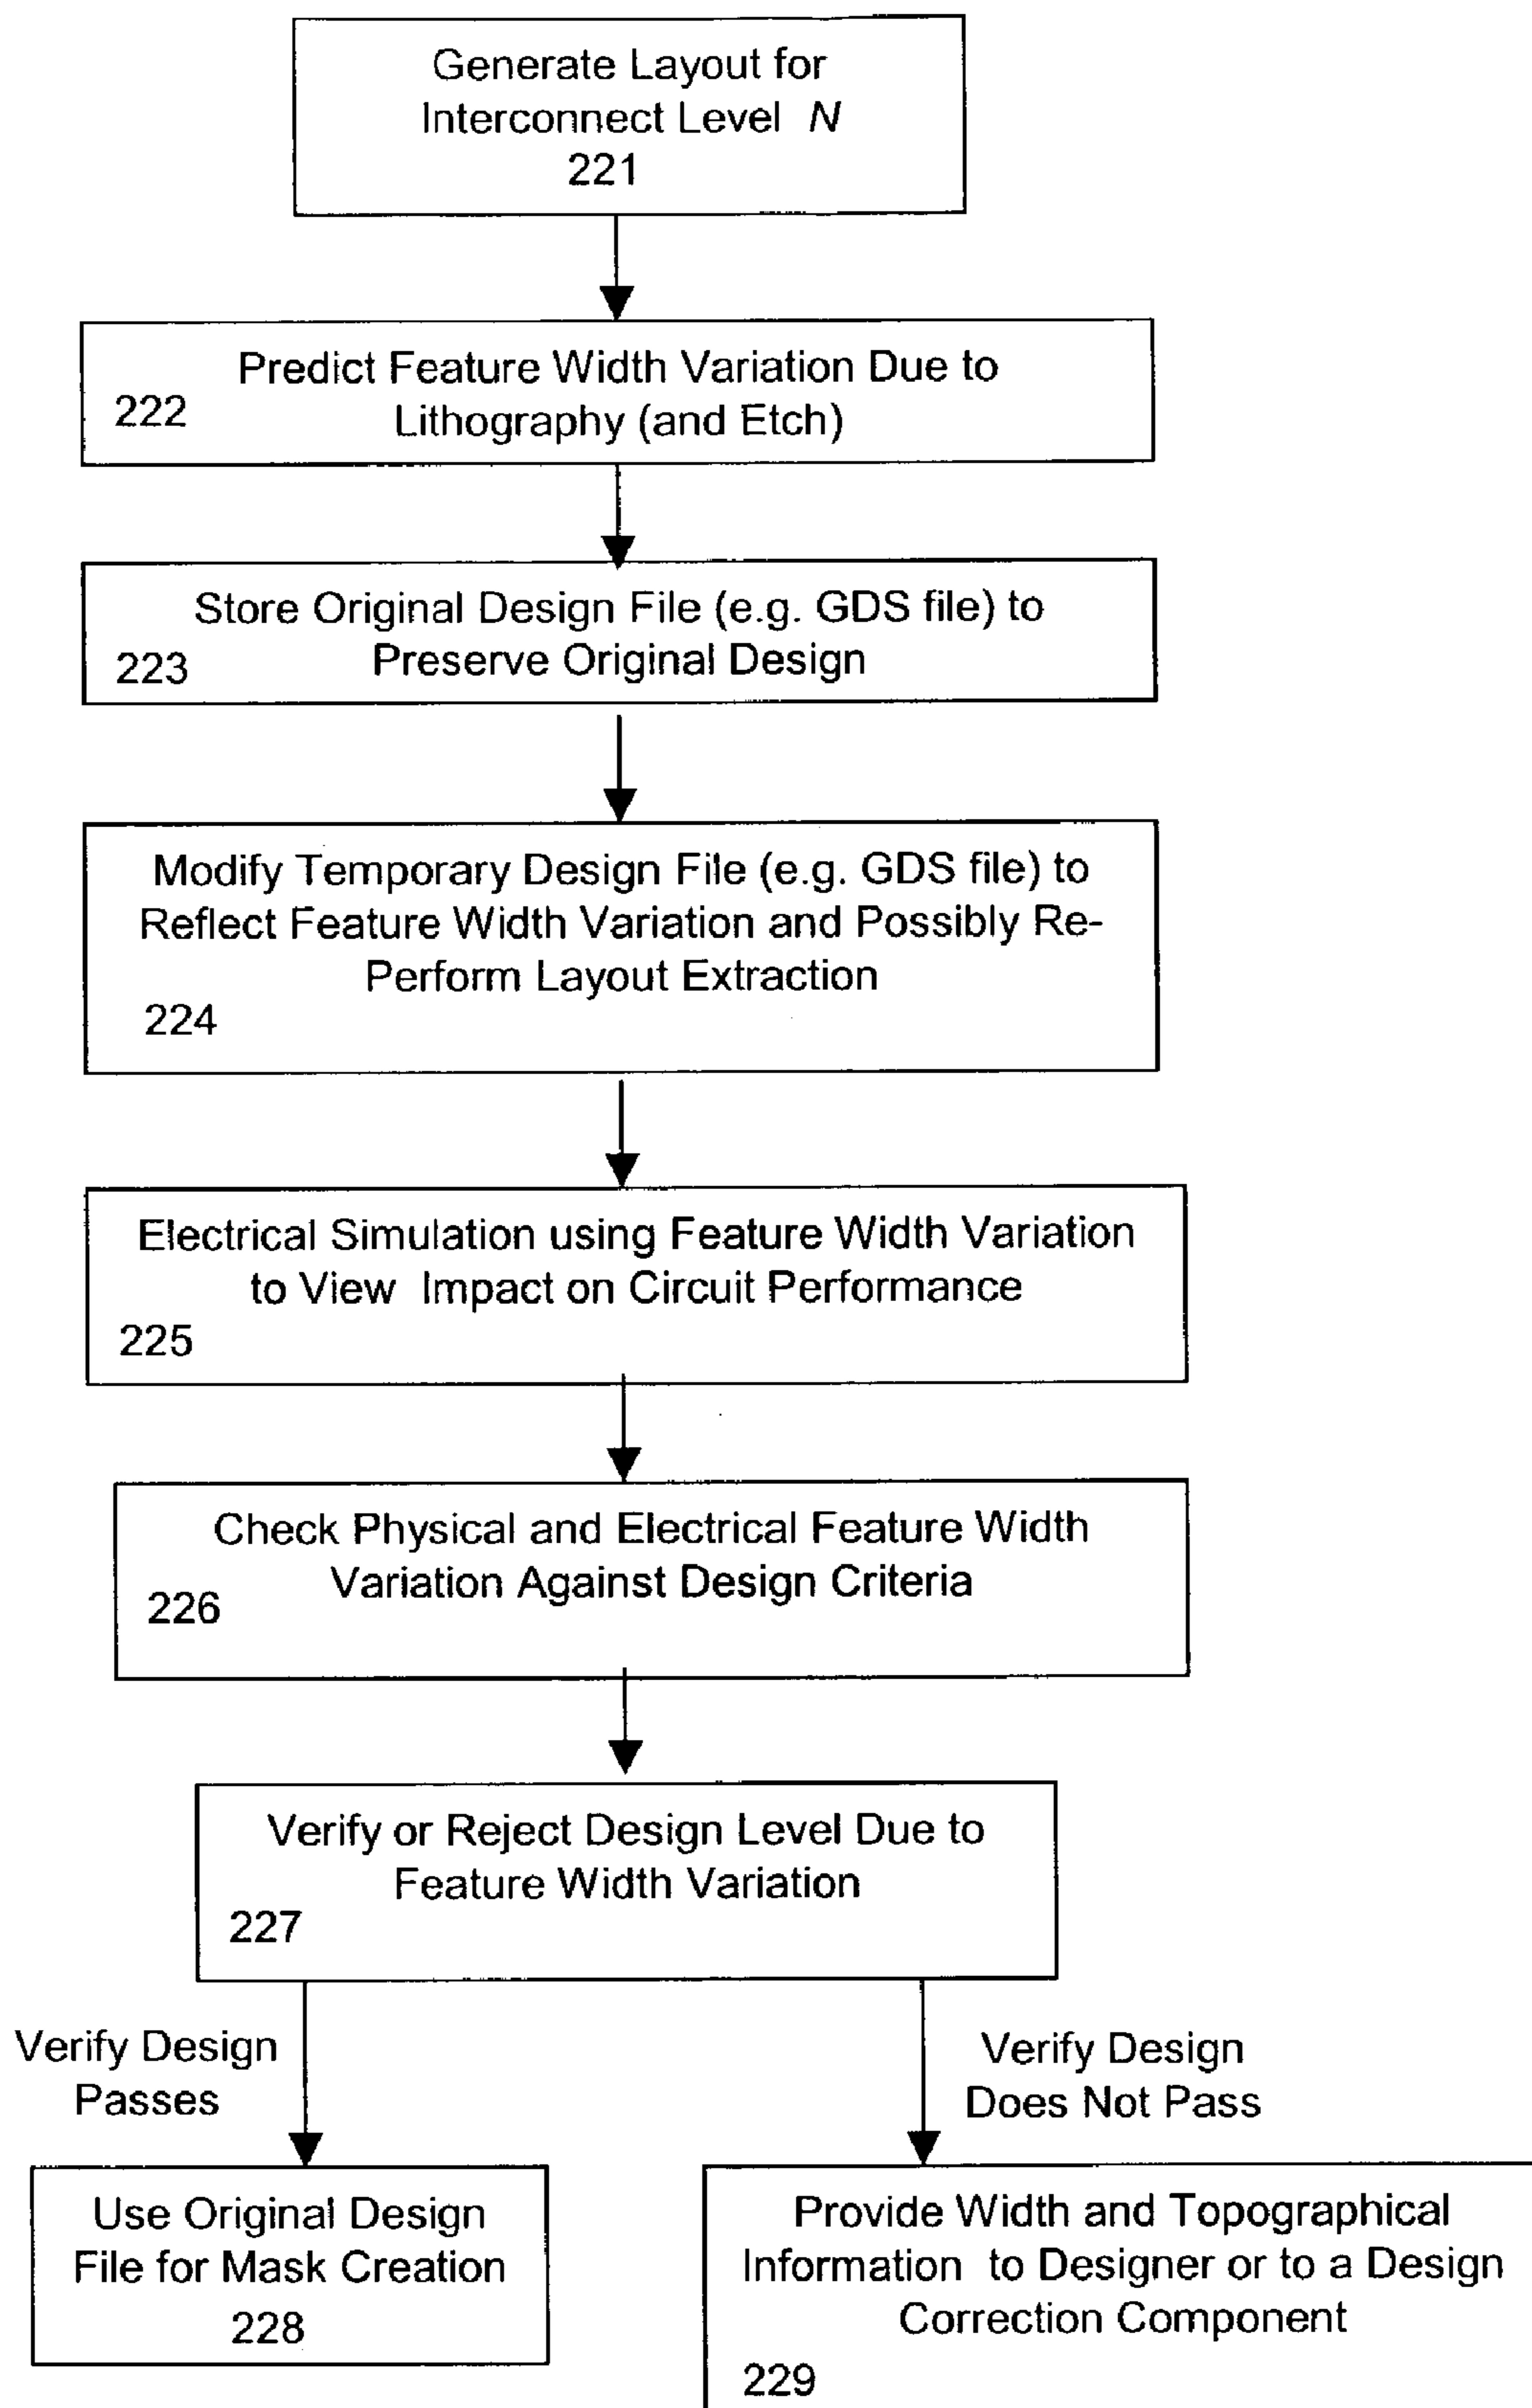 Generate Layout for
Interconnect Level N
221
Predict Feature Width Variation Due to
222
Lithography (and Etch)
Store Original Design File (e.g. GDS file) to
Preserve Original Design
223
Modify Temporary Design File (e.g. GDS file) to
Reflect Feature Width Variation and Possibly Re-
Perform Layout Extraction
224
Electrical Simulation using Feature Width Variation
to View Impact on Circuit Performance
225
Check Physical and Electrical Feature Width
Variation Against Design Criteria
226
Verify or Reject Design Level Due to
Feature Width Variation
227
Verify Design
Passes
Verify Design
Does Not Pass
Use Original Design
File for Mask Creation
228
Provide Width and Topographical
Information to Designer or to a Design
Correction Component
229